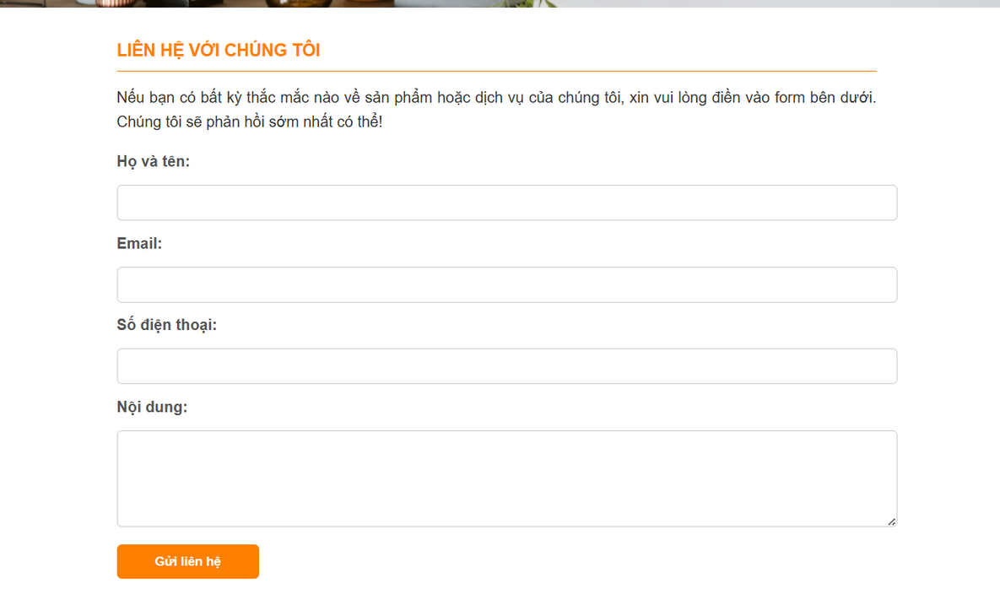 LIÊN HỆ VỚI CHÚNG TÔI
Nếu bạn có bất kỳ thắc mắc nào về sản phẩm hoặc dịch vụ của chúng tôi, xin vui lòng điền vào form bên dưới.
Chúng tôi sẽ phản hồi sớm nhất có thể!
Họ và tên:
Email:
Số điện thoại:
Nội dung:
Gửi liên hệ